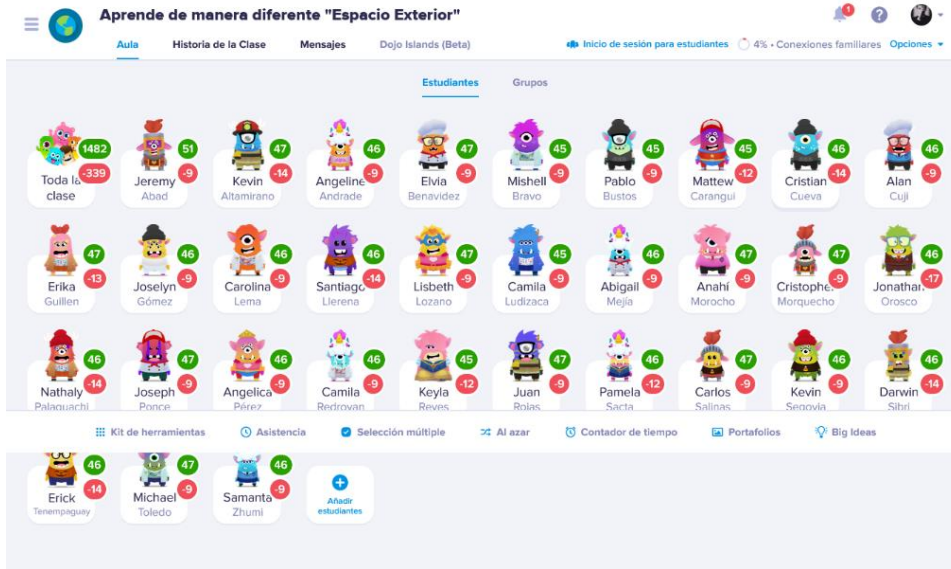 Aprende de manera diferente "Espacio Exterior"
1
Aula Historia de la Clase Mensajes Dojo Islands (Beta) Inicio de sesión para estudiantes 4% • Conexiones familiares Opciones
Estudiantes Grupos
1482 51 47 46 47 45 45 45 46 46
-339 -9 -14 -9 -9 -9 -9 -12 -14 -9
Toda la Jeremy Kevin Angeline Elvia Mishell Pablo Mattew Cristian Alan
clase Abad Altamirano Andrade Benavidez Bravo Bustos Carangui Cueva Cuji
47 46 46 46 47 45 46 47 47 46
-13 -9 -9 -14 -9 -9 -9 -9 -9 -17
Erika Joselyn Carolina Santiago Lisbeth Camila Abigail Anahí Cristopher Jonathan
Guillen Gómez Lema Llerena Lozano Ludizaca Mejía Morocho Morquecho Orosco
46 47 46 46 45 47 46 47 46 46
-14 -9 -9 -9 -12 -9 -12 -9 -9 -14
Nathaly Joseph Angelica Camila Keyla Juan Pamela Carlos Kevin Darwin
Palaguachi Ponce Pérez Redrovan Reyes Rojas Sacta Salinas Segovia Sibri
Kit de herramientas Asistencia Selección múltiple Al azar Contador de tiempo Portafolios Big Ideas
46 47 46
-14 -9 -9
Erick Michael Samanta Añadir
Tenempaguay Toledo Zhumi estudiantes